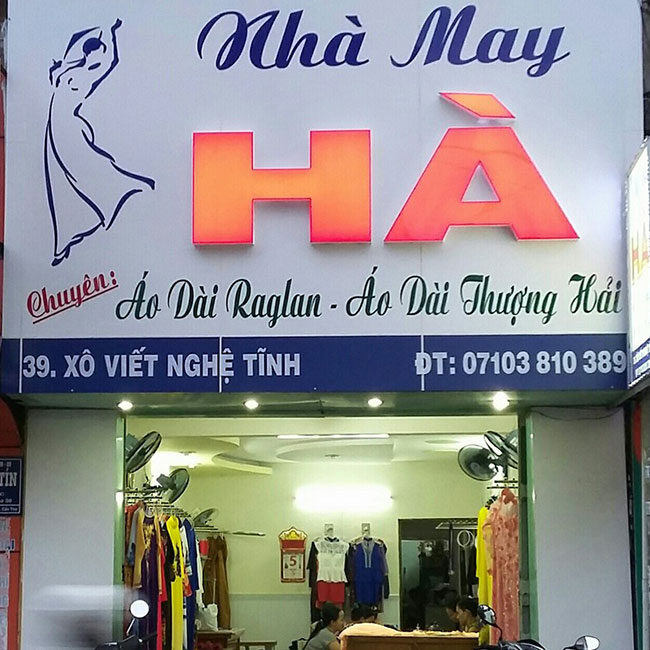 Nhà May
HÀ
Chuyên: Áo Dài Raglan - Áo Dài Thượng Hải
39. XÔ VIẾT NGHỆ TĨNH ĐT: 07103 810 389
5